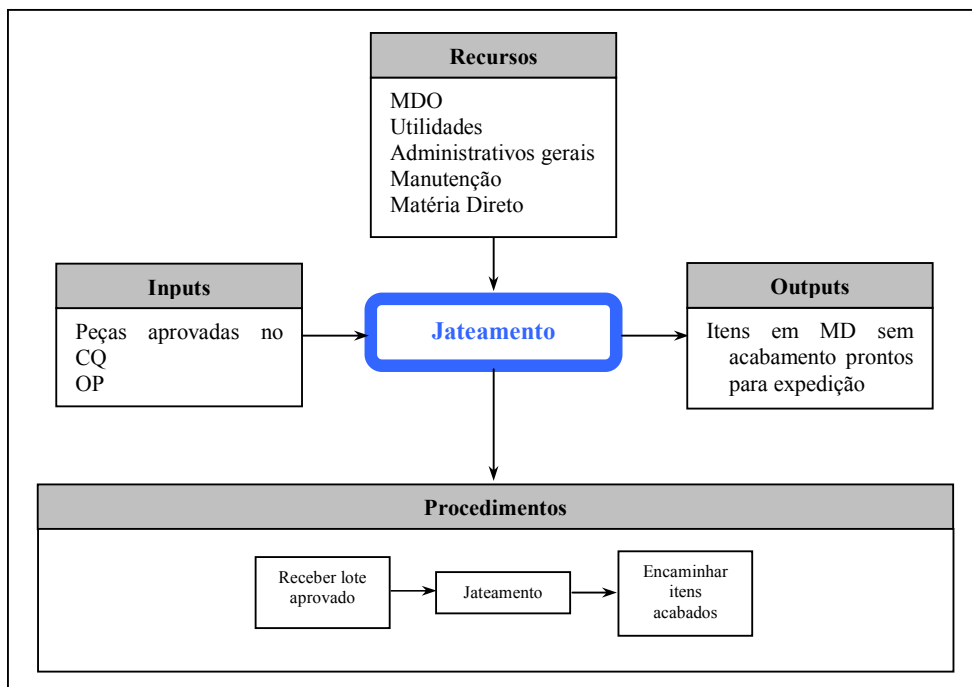 Recursos
MDO
Utilidades
Administrativos gerais
Manutenção
Matéria Direto
Inputs
Peças aprovadas no
CQ
OP
Jateamento
Outputs
Itens em MD sem
acabamento prontos
para expedição
Procedimentos
Receber lote
aprovado
Jateamento
Encaminhar
itens
acabados